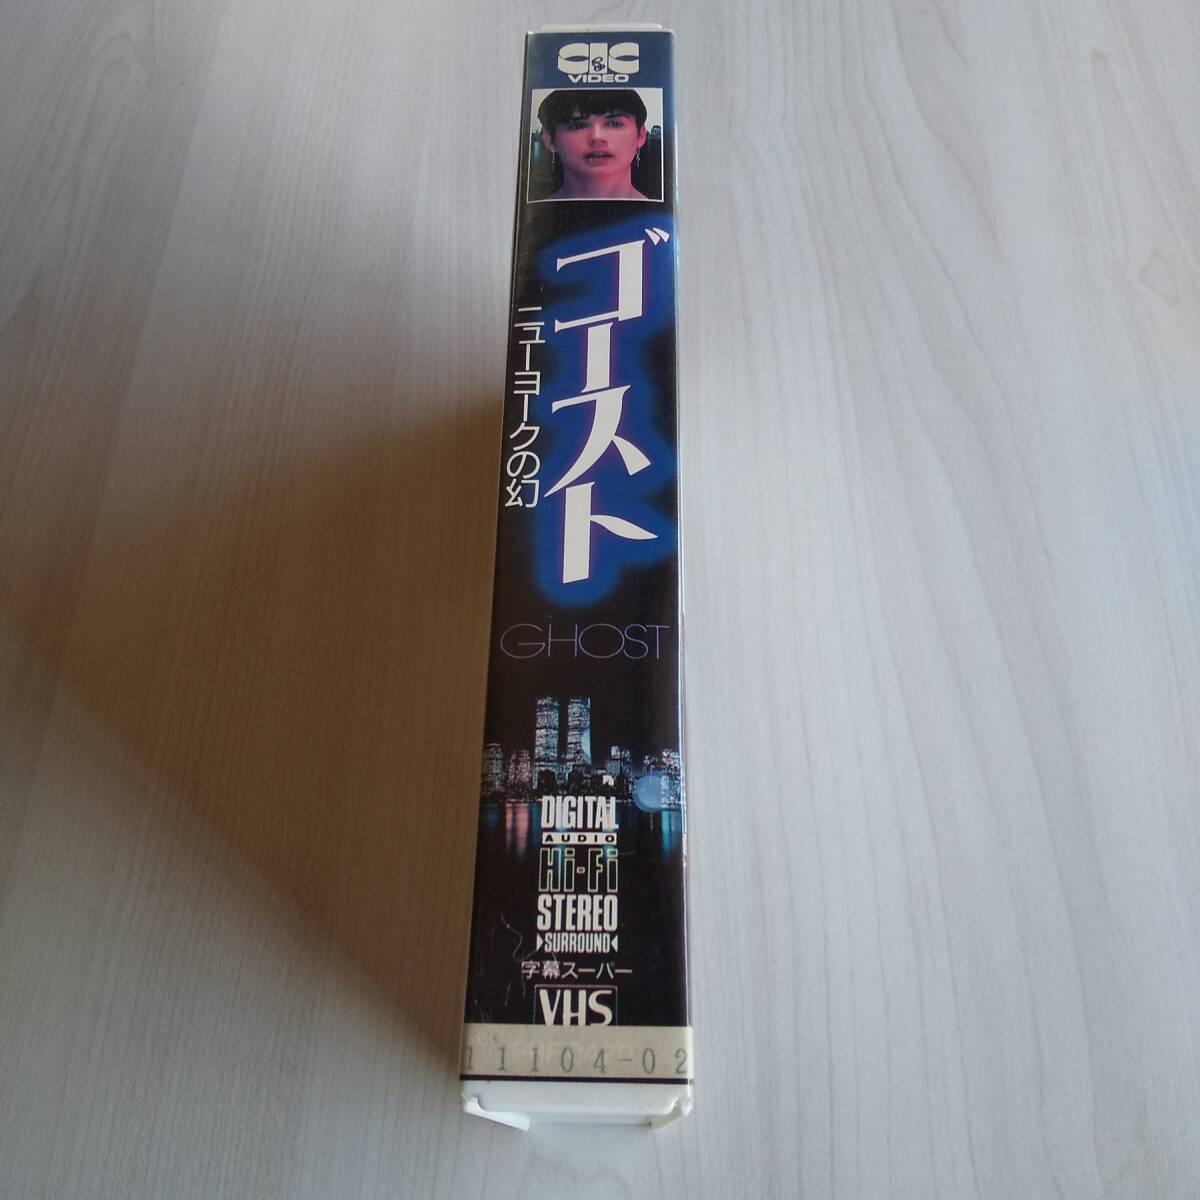 CIC
VIDEO
ゴースト
ニューヨークの幻
GHOST
DIGITAL
AUDIO
Hi-Fi
STEREO
SURROUND
字幕スーパー
VHS
11104-02